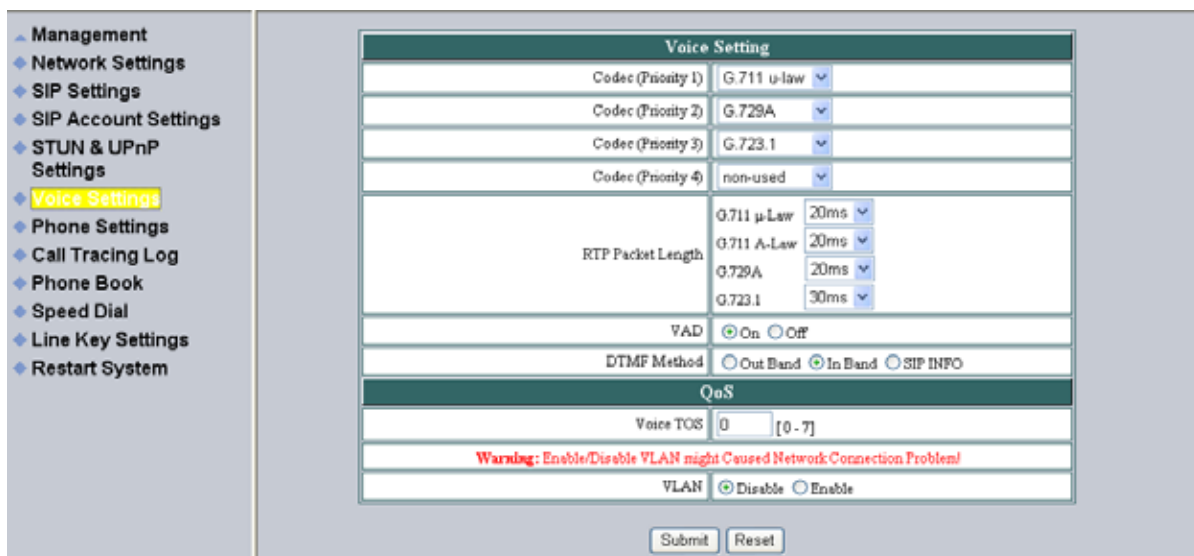 Management
Network Settings
SIP Settings
SIP Account Settings
STUN & UPnP
Settings
Voice Settings
Phone Settings
Call Tracing Log
Phone Book
Speed Dial
Line Key Settings
Restart System
Voice Setting
Codec (Priority 1) G.711 u-law
Codec (Priority 2) G.729A
Codec (Priority 3) G.723.1
Codec (Priority 4) non-used
RTP Packet Length
G.711 μ-Law 20ms
G.711 A-Law 20ms
G.729A 20ms
G.723.1 30ms
VAD On Off
DTMF Method Out Band In Band SIP INFO
QoS
Voice TOS 0 [0 - 7]
Warning: Enable/Disable VLAN might Caused Network Connection Problem!
VLAN Disable Enable
Submit Reset